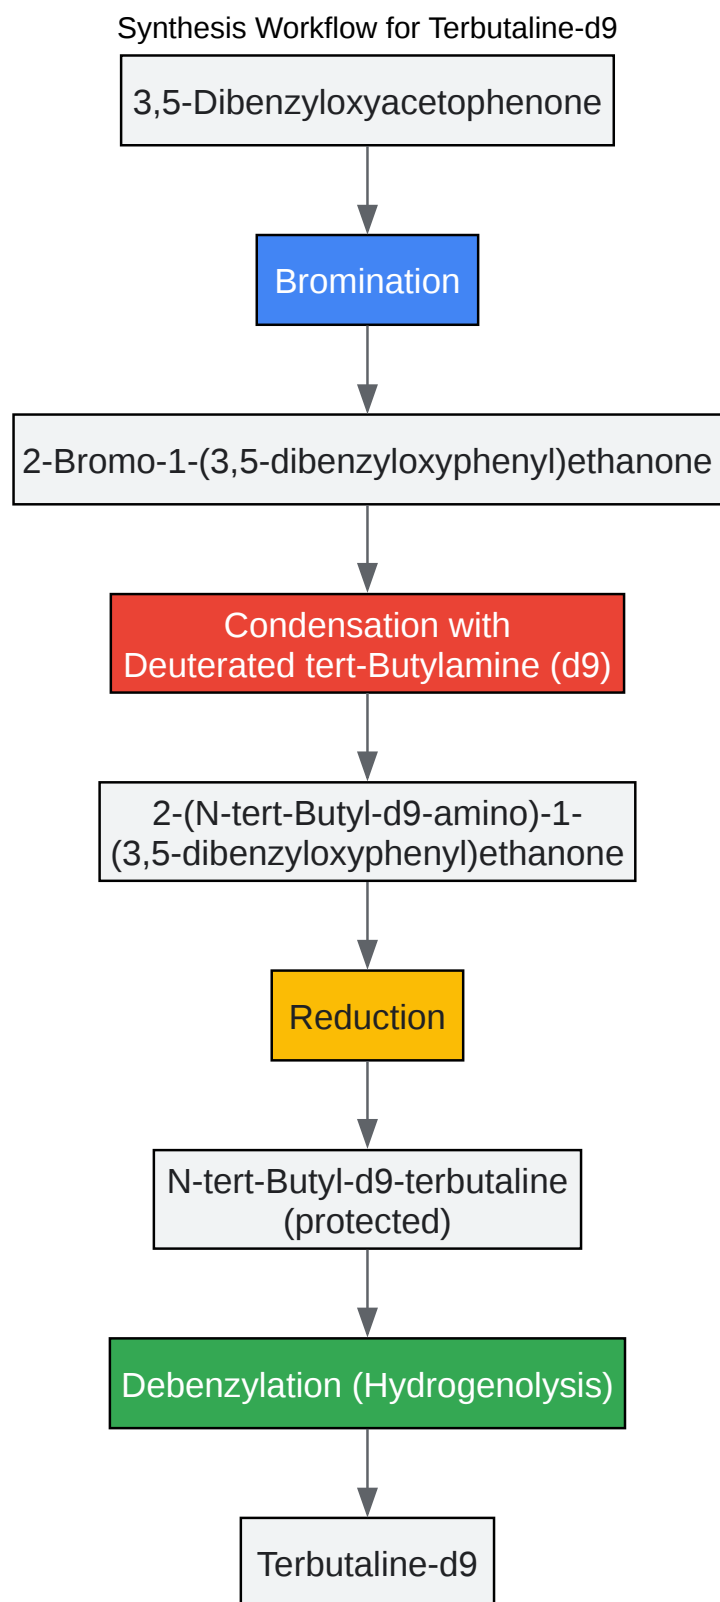 Synthesis Workflow for Terbutaline-d9
3,5-Dibenzyloxyacetophenone
Bromination
2-Bromo-1-(3,5-dibenzyloxyphenyl)ethanone
Condensation with
Deuterated tert-Butylamine (d9)
2-(N-tert-Butyl-d9-amino)-1-
(3,5-dibenzyloxyphenyl)ethanone
Reduction
N-tert-Butyl-d9-terbutaline
(protected)
Debenzylation (Hydrogenolysis)
Terbutaline-d9